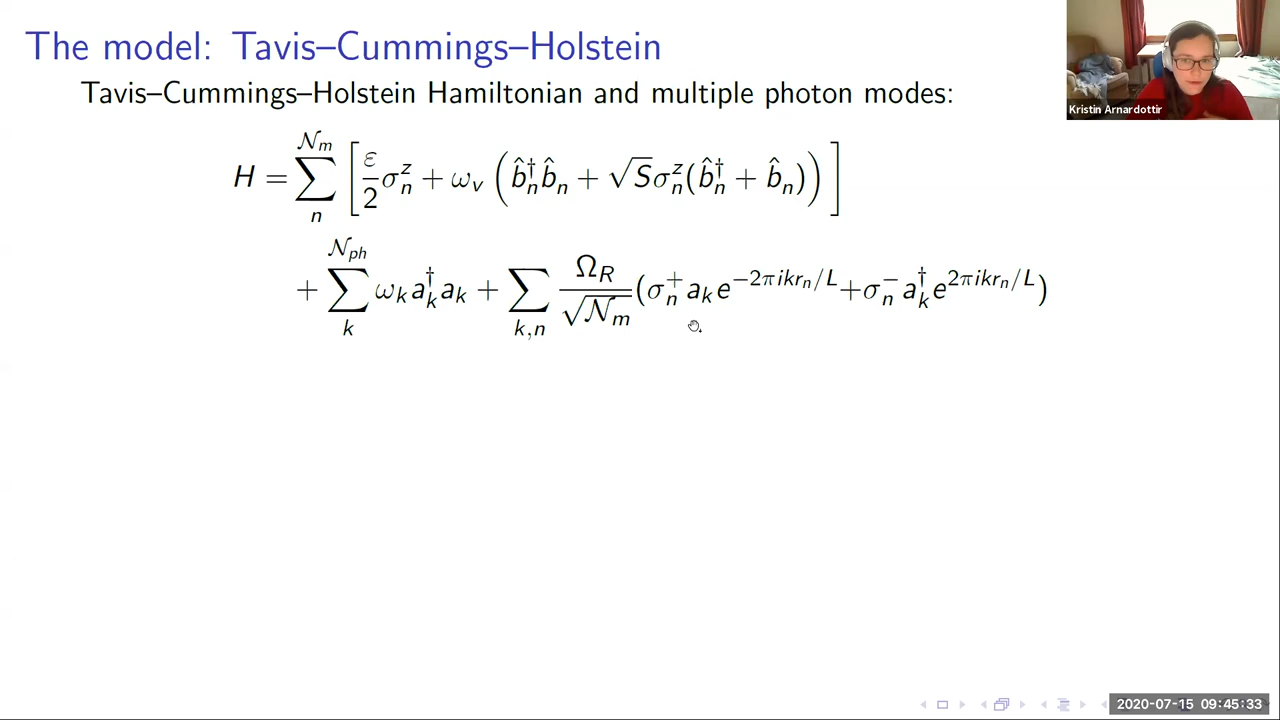 The model: Tavis–Cummings–Holstein
Tavis–Cummings–Holstein Hamiltonian and multiple photon modes:
H = \sum_{n}^{\mathcal{N}_m} \left[ \frac{\varepsilon}{2} \sigma_n^z + \omega_v \left( \hat{b}_n^\dagger \hat{b}_n + \sqrt{S} \sigma_n^z (\hat{b}_n^\dagger + \hat{b}_n) \right) \right]
+ \sum_{k}^{\mathcal{N}_{ph}} \omega_k a_k^\dagger a_k + \sum_{k,n} \frac{\Omega_R}{\sqrt{\mathcal{N}_m}} (\sigma_n^+ a_k e^{-2\pi i k r_n/L} + \sigma_n^- a_k^\dagger e^{2\pi i k r_n/L})
Kristin Arnardottir
2020-07-15 09:45:33